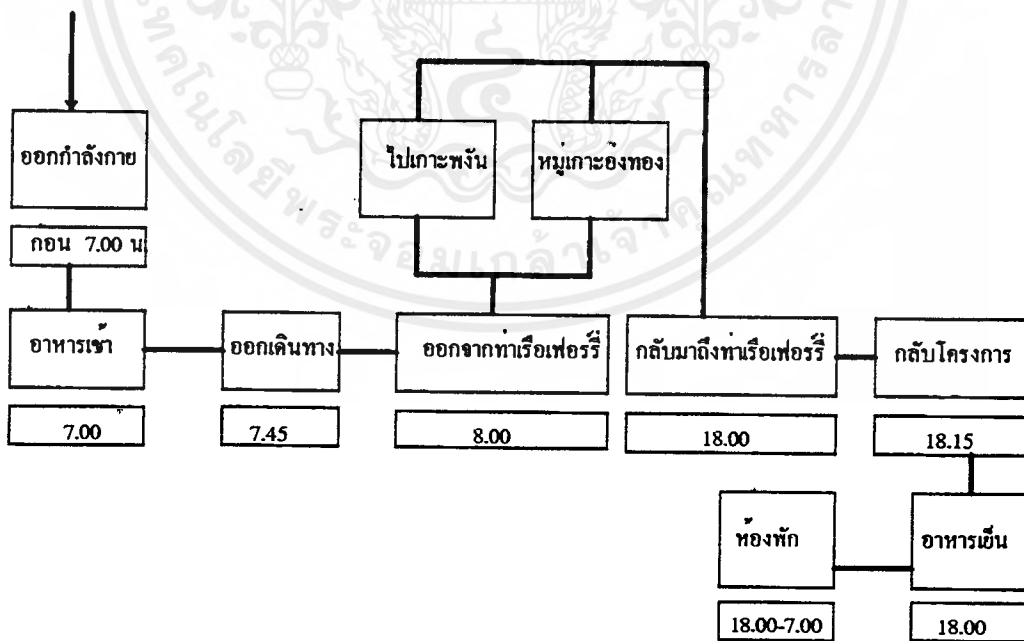 ออกกำลังกาย
กอน 7.00 น
ไปเกาะพงัน
หมู่เกาะอ่งทอง
อาหารเช้า
7.00
ออกเดินทาง
7.45
ออกจากท่าเรือเฟอร์รี่
8.00
กลับมาถึงท่าเรือเฟอร์รี่
18.00
กลับโครงการ
18.15
ห้องพัก
18.00-7.00
อาหารเย็น
18.00